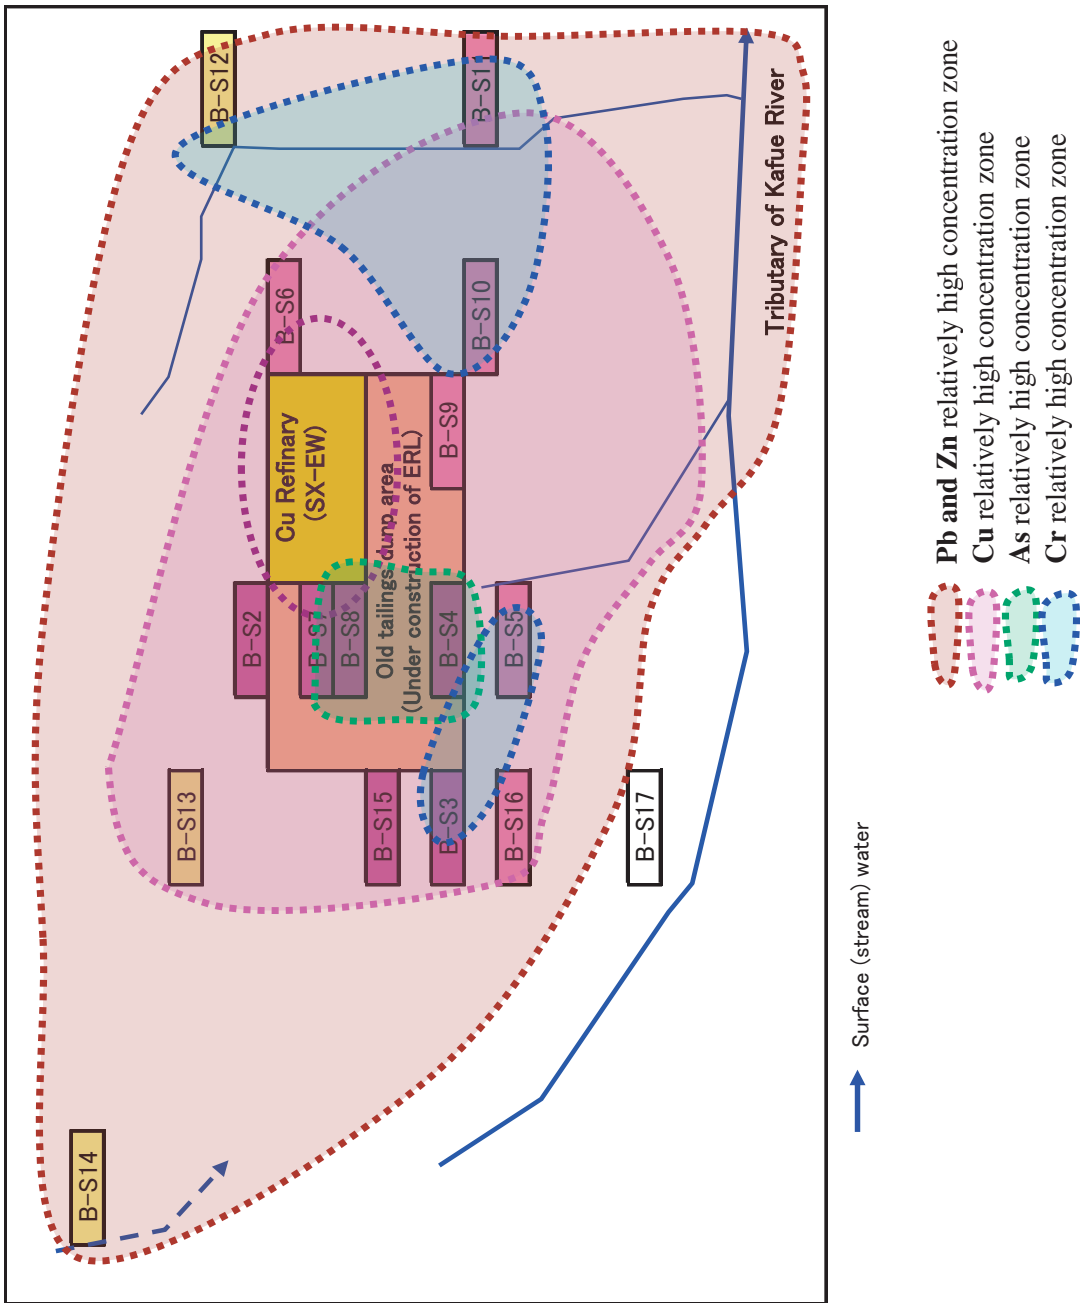 B-S14
B-S13
B-S12
B-S2
Cu Refinary
(SX-EW)
B-S6
B-S7
B-S8
B-S15
Old tailings dunp area
(Under construction of ERL)
B-S3
B-S4
B-S9
B-S10
B-S1
B-S16
B-S5
B-S17
Tributary of Kafue River
Surface (stream) water
Pb and Zn relatively high concentration zone
Cu relatively high concentration zone
As relatively high concentration zone
Cr relatively high concentration zone